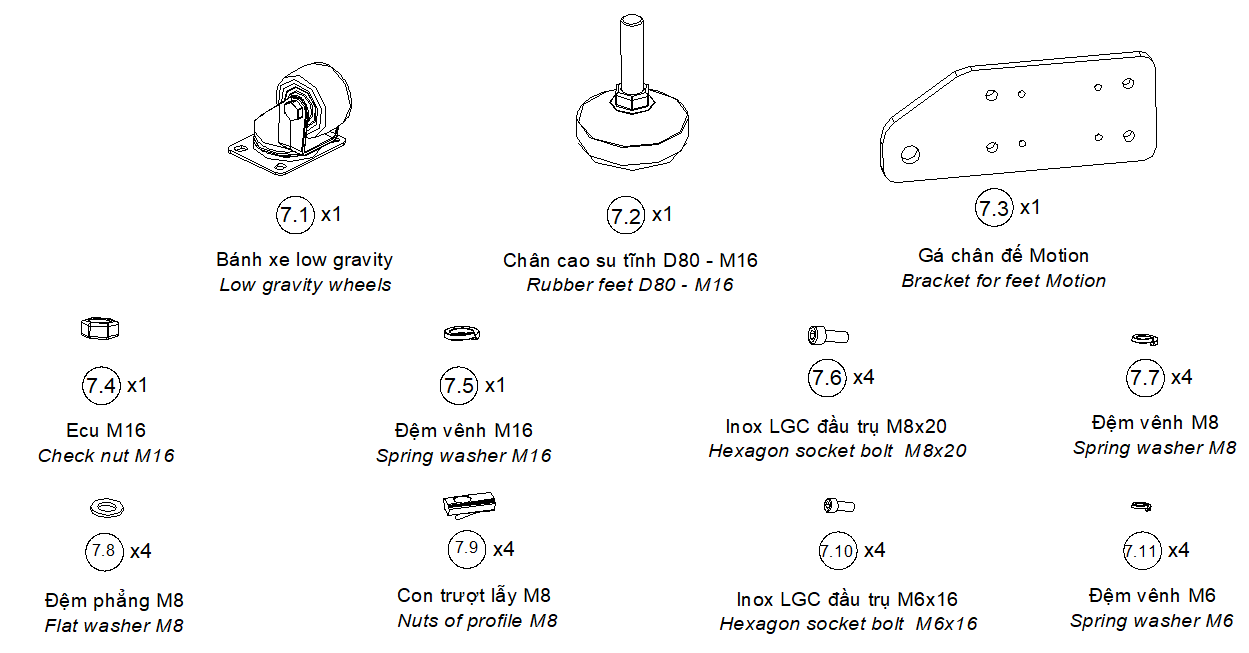 7.1 x1
Bánh xe low gravity
Low gravity wheels
7.2 x1
Chân cao su tĩnh D80 - M16
Rubber feet D80 - M16
7.3 x1
Gá chân đế Motion
Bracket for feet Motion
7.4 x1
Ecu M16
Check nut M16
7.5 x1
Đệm vênh M16
Spring washer M16
7.6 x4
Inox LGC đầu trụ M8x20
Hexagon socket bolt M8x20
7.7 x4
Đệm vênh M8
Spring washer M8
7.8 x4
Đệm phẳng M8
Flat washer M8
7.9 x4
Con trượt lẫy M8
Nuts of profile M8
7.10 x4
Inox LGC đầu trụ M6x16
Hexagon socket bolt M6x16
7.11 x4
Đệm vênh M6
Spring washer M6